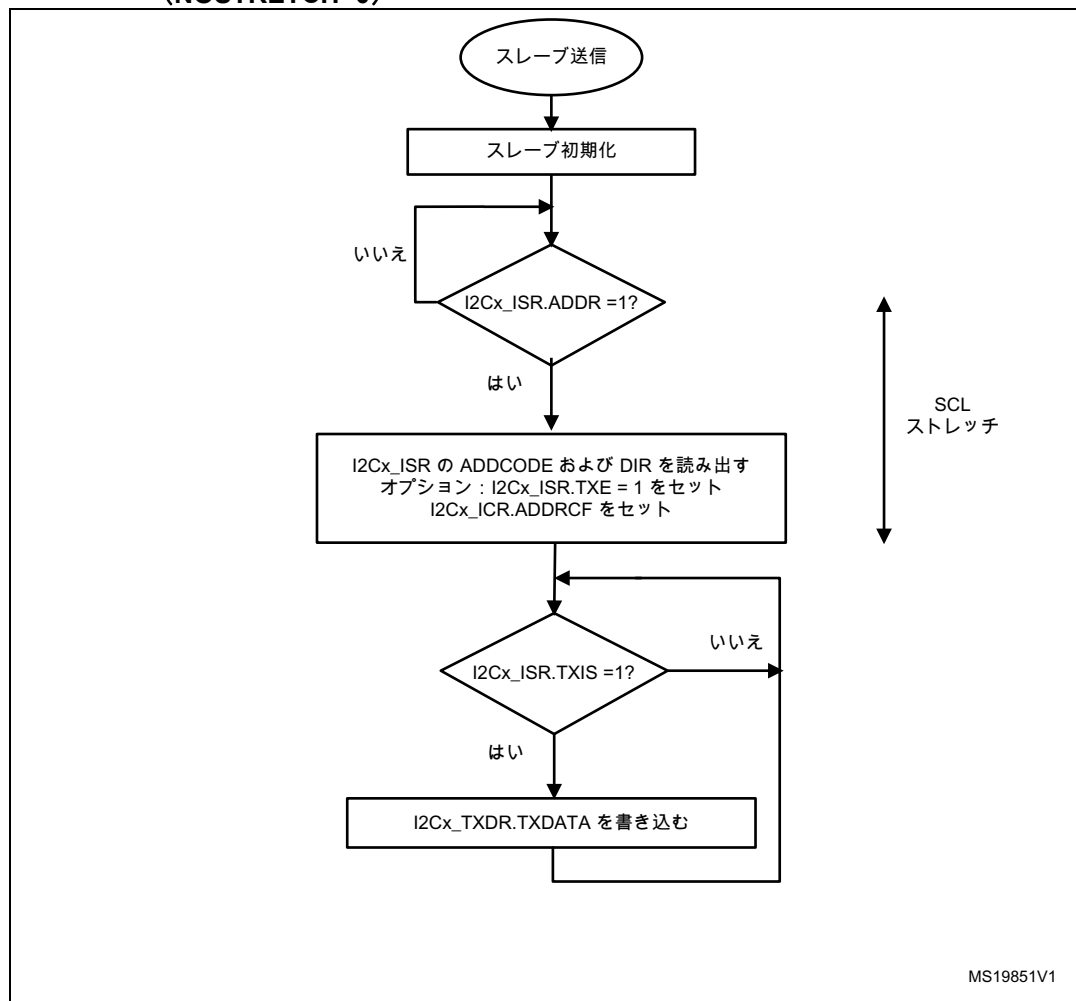 (NOSTRETCH=0)
スレーブ送信
スレーブ初期化
いいえ
I2Cx_ISR.ADDR =1?
はい
SCL
ストレッチ
I2Cx_ISR の ADDCODE および DIR を読み出す
オプション：I2Cx_ISR.TXE = 1 をセット
I2Cx_ICR.ADDRCF をセット
いいえ
I2Cx_ISR.TXIS =1?
はい
I2Cx_TXDR.TXDATA を書き込む
MS19851V1